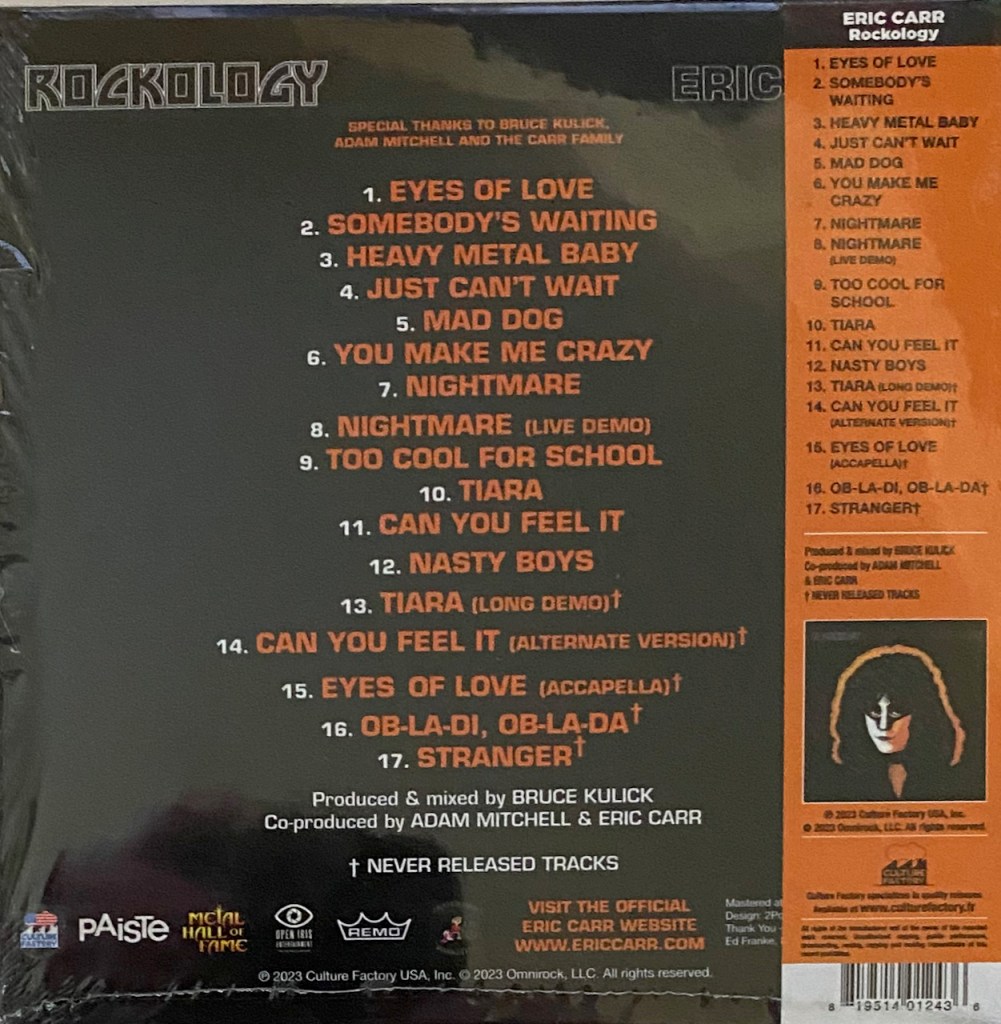 ROCKOLOGY
ERIC
SPECIAL THANKS TO BRUCE KULICK,
ADAM MITCHELL AND THE CARR FAMILY
1. EYES OF LOVE
2. SOMEBODY'S WAITING
3. HEAVY METAL BABY
4. JUST CAN'T WAIT
5. MAD DOG
6. YOU MAKE ME CRAZY
7. NIGHTMARE
8. NIGHTMARE (LIVE DEMO)
9. TOO COOL FOR SCHOOL
10. TIARA
11. CAN YOU FEEL IT
12. NASTY BOYS
13. TIARA (LONG DEMO)†
14. CAN YOU FEEL IT (ALTERNATE VERSION)†
15. EYES OF LOVE (ACCAPELLA)†
16. OB-LA-DI, OB-LA-DA†
17. STRANGER†
Produced & mixed by BRUCE KULICK
Co-produced by ADAM MITCHELL & ERIC CARR
† NEVER RELEASED TRACKS
CULTURE
FACTORY
PAISTE
METAL
HALL OF
FAME
OPEN IRIS
ENTERTAINMENT
REMO
VISIT THE OFFICIAL
ERIC CARR WEBSITE
WWW.ERICCARR.COM
Mastered at
Design: 2Po
Thank You -
Ed Franke,
℗ 2023 Culture Factory USA, Inc. © 2023 Omnirock, LLC. All rights reserved.
ERIC CARR
Rockology
1. EYES OF LOVE
2. SOMEBODY'S
WAITING
3. HEAVY METAL BABY
4. JUST CAN'T WAIT
5. MAD DOG
6. YOU MAKE ME
CRAZY
7. NIGHTMARE
8. NIGHTMARE
(LIVE DEMO)
9. TOO COOL FOR
SCHOOL
10. TIARA
11. CAN YOU FEEL IT
12. NASTY BOYS
13. TIARA (LONG DEMO)†
14. CAN YOU FEEL IT
(ALTERNATE VERSION)†
15. EYES OF LOVE
(ACCAPELLA)†
16. OB-LA-DI, OB-LA-DA†
17. STRANGER†
Produced & mixed by BRUCE KULICK
Co-produced by ADAM MITCHELL
& ERIC CARR
† NEVER RELEASED TRACKS
℗ 2023 Culture Factory USA, Inc.
© 2023 Omnirock, LLC. All rights reserved.
CULTURE
FACTORY
Culture Factory specializes in quality reissues
Available at www.culturefactory.fr
8 19514 01243 6